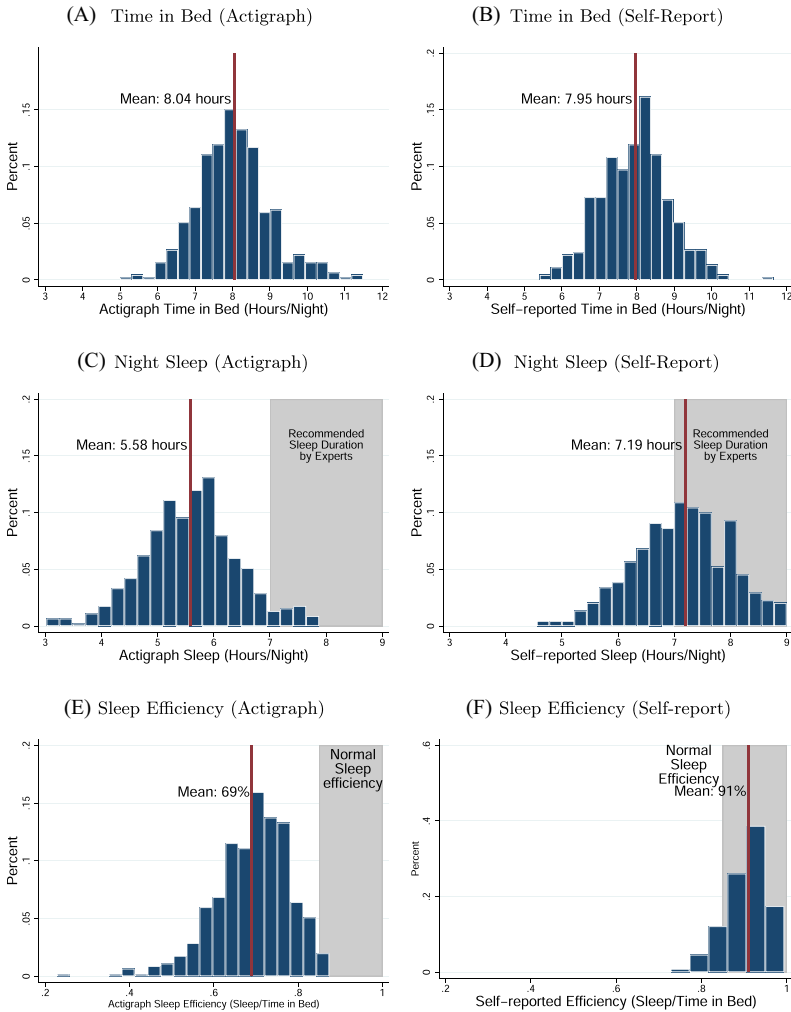 (A) Time in Bed (Actigraph)
Mean: 8.04 hours
Percent
0 .05 .1 .15
3 4 5 6 7 8 9 10 11 12
Actigraph Time in Bed (Hours/Night)
(B) Time in Bed (Self-Report)
Mean: 7.95 hours
Percent
0 .05 .1 .15 .2
3 4 5 6 7 8 9 10 11 12
Self-reported Time in Bed (Hours/Night)
(C) Night Sleep (Actigraph)
Mean: 5.58 hours
Recommended
Sleep Duration
by Experts
Percent
0 .05 .1 .15 .2
3 4 5 6 7 8 9
Actigraph Sleep (Hours/Night)
(D) Night Sleep (Self-Report)
Mean: 7.19 hours
Recommended
Sleep Duration
by Experts
Percent
0 .05 .1 .15 .2
3 4 5 6 7 8 9
Self-reported Sleep (Hours/Night)
(E) Sleep Efficiency (Actigraph)
Normal
Sleep
efficiency
Mean: 69%
Percent
0 .05 .1 .15 .2
.2 .4 .6 .8 1
Actigraph Sleep Efficiency (Sleep/Time in Bed)
(F) Sleep Efficiency (Self-report)
Normal
Sleep
Efficiency
Mean: 91%
Percent
0 .2 .4 .6
.2 .4 .6 .8 1
Self-reported Efficiency (Sleep/Time in Bed)